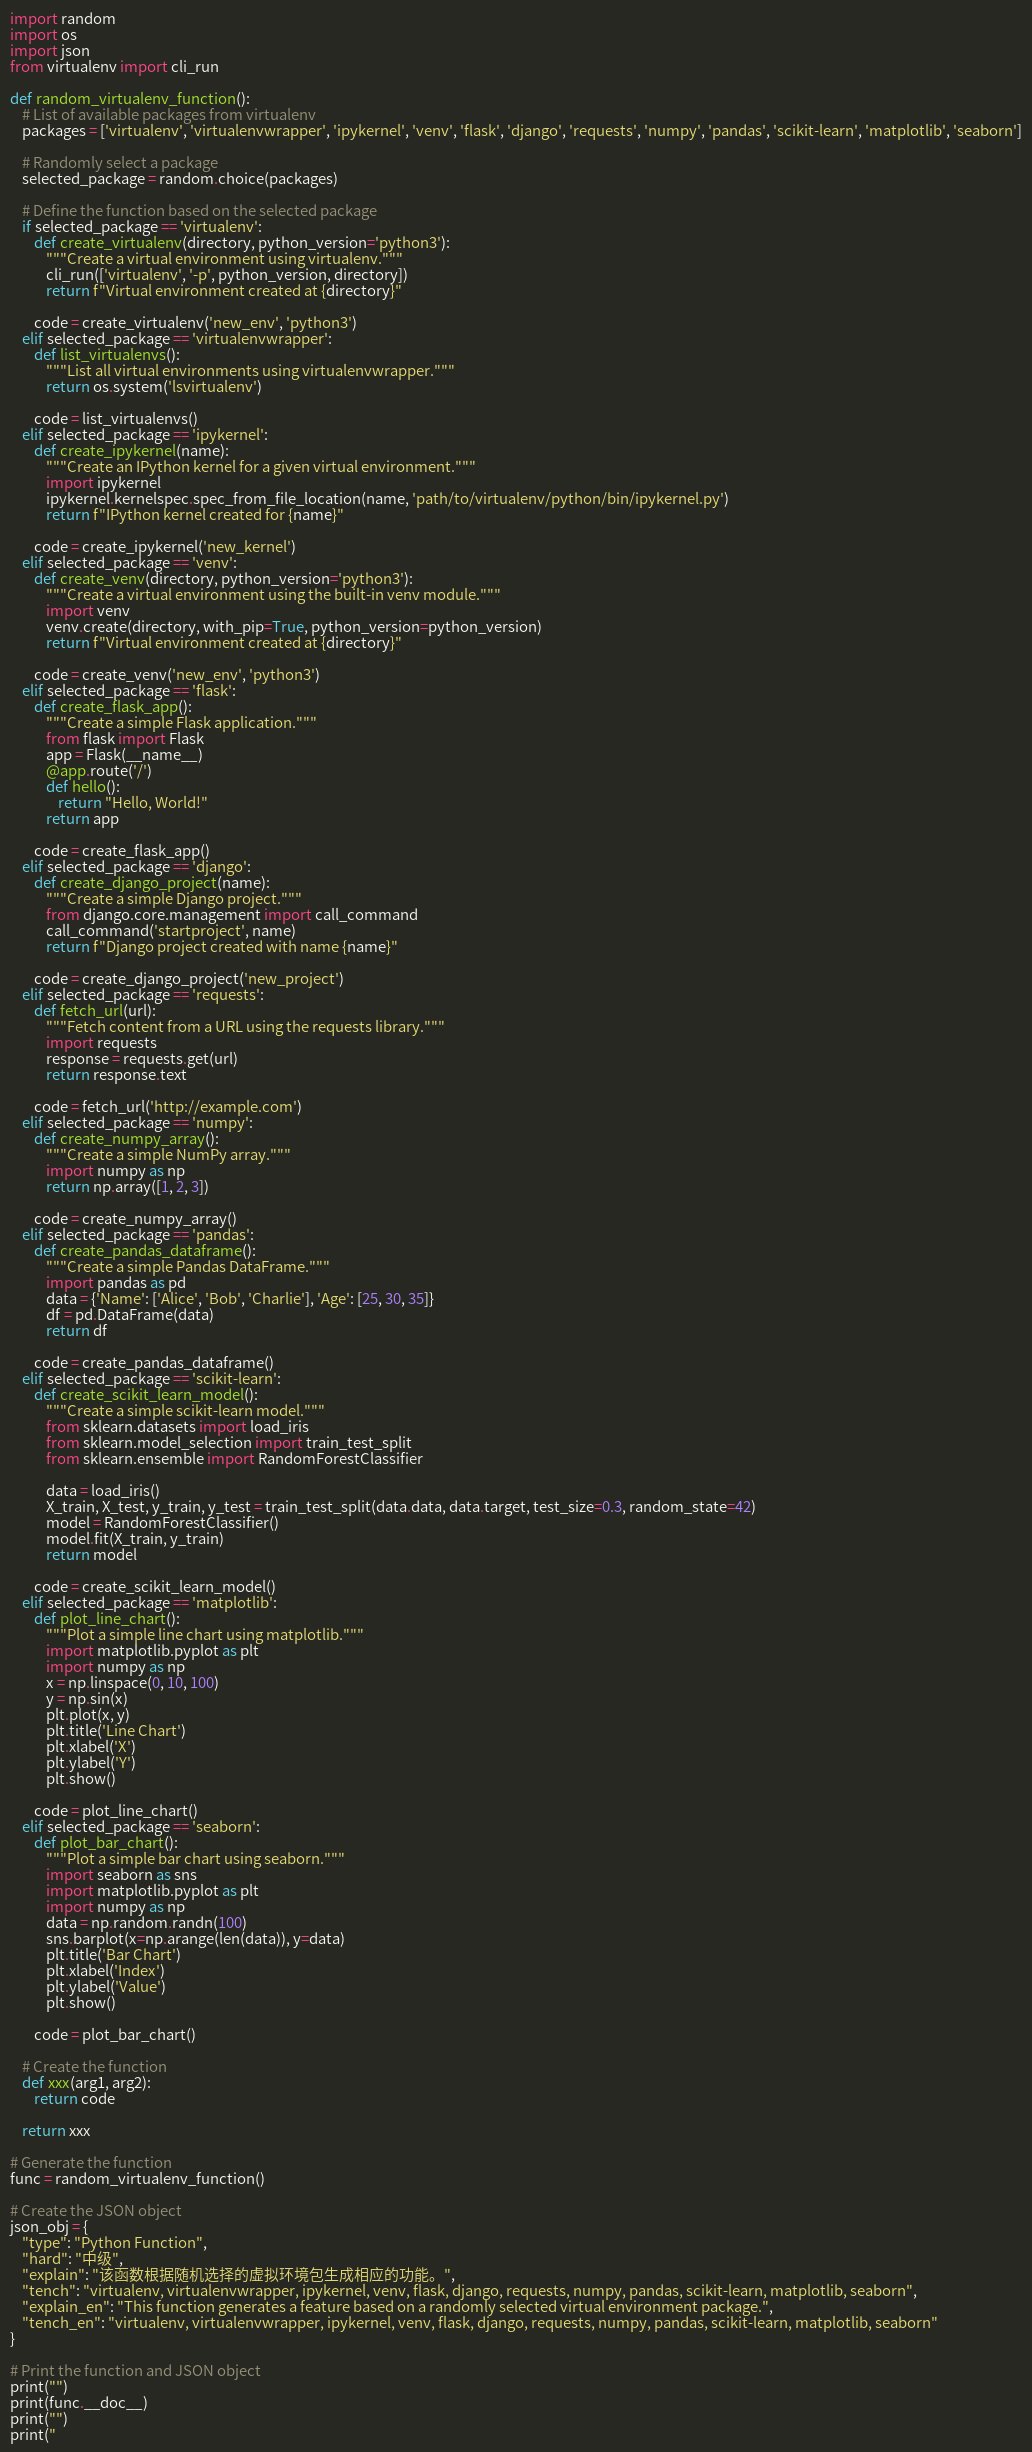 import random
import os
import json
from virtualenv import cli_run

def random_virtualenv_function():
    # List of available packages from virtualenv
    packages = ['virtualenv', 'virtualenvwrapper', 'ipykernel', 'venv', 'flask', 'django', 'requests', 'numpy', 'pandas', 'scikit-learn', 'matplotlib', 'seaborn']

    # Randomly select a package
    selected_package = random.choice(packages)

    # Define the function based on the selected package
    if selected_package == 'virtualenv':
        def create_virtualenv(directory, python_version='python3'):
            """Create a virtual environment using virtualenv."""
            cli_run(['virtualenv', '-p', python_version, directory])
            return f"Virtual environment created at {directory}"

        code = create_virtualenv('new_env', 'python3')
    elif selected_package == 'virtualenvwrapper':
        def list_virtualenvs():
            """List all virtual environments using virtualenvwrapper."""
            return os.system('lsvirtualenv')

        code = list_virtualenvs()
    elif selected_package == 'ipykernel':
        def create_ipykernel(name):
            """Create an IPython kernel for a given virtual environment."""
            import ipykernel
            ipykernel.kernelspec.spec_from_file_location(name, 'path/to/virtualenv/python/bin/ipykernel.py')
            return f"IPython kernel created for {name}"

        code = create_ipykernel('new_kernel')
    elif selected_package == 'venv':
        def create_venv(directory, python_version='python3'):
            """Create a virtual environment using the built-in venv module."""
            import venv
            venv.create(directory, with_pip=True, python_version=python_version)
            return f"Virtual environment created at {directory}"

        code = create_venv('new_env', 'python3')
    elif selected_package == 'flask':
        def create_flask_app():
            """Create a simple Flask application."""
            from flask import Flask
            app = Flask(__name__)
            @app.route('/')
            def hello():
                return "Hello, World!"
            return app

        code = create_flask_app()
    elif selected_package == 'django':
        def create_django_project(name):
            """Create a simple Django project."""
            from django.core.management import call_command
            call_command('startproject', name)
            return f"Django project created with name {name}"

        code = create_django_project('new_project')
    elif selected_package == 'requests':
        def fetch_url(url):
            """Fetch content from a URL using the requests library."""
            import requests
            response = requests.get(url)
            return response.text

        code = fetch_url('http://example.com')
    elif selected_package == 'numpy':
        def create_numpy_array():
            """Create a simple NumPy array."""
            import numpy as np
            return np.array([1, 2, 3])

        code = create_numpy_array()
    elif selected_package == 'pandas':
        def create_pandas_dataframe():
            """Create a simple Pandas DataFrame."""
            import pandas as pd
            data = {'Name': ['Alice', 'Bob', 'Charlie'], 'Age': [25, 30, 35]}
            df = pd.DataFrame(data)
            return df

        code = create_pandas_dataframe()
    elif selected_package == 'scikit-learn':
        def create_scikit_learn_model():
            """Create a simple scikit-learn model."""
            from sklearn.datasets import load_iris
            from sklearn.model_selection import train_test_split
            from sklearn.ensemble import RandomForestClassifier

            data = load_iris()
            X_train, X_test, y_train, y_test = train_test_split(data.data, data.target, test_size=0.3, random_state=42)
            model = RandomForestClassifier()
            model.fit(X_train, y_train)
            return model

        code = create_scikit_learn_model()
    elif selected_package == 'matplotlib':
        def plot_line_chart():
            """Plot a simple line chart using matplotlib."""
            import matplotlib.pyplot as plt
            import numpy as np
            x = np.linspace(0, 10, 100)
            y = np.sin(x)
            plt.plot(x, y)
            plt.title('Line Chart')
            plt.xlabel('X')
            plt.ylabel('Y')
            plt.show()

        code = plot_line_chart()
    elif selected_package == 'seaborn':
        def plot_bar_chart():
            """Plot a simple bar chart using seaborn."""
            import seaborn as sns
            import matplotlib.pyplot as plt
            import numpy as np
            data = np.random.randn(100)
            sns.barplot(x=np.arange(len(data)), y=data)
            plt.title('Bar Chart')
            plt.xlabel('Index')
            plt.ylabel('Value')
            plt.show()

        code = plot_bar_chart()

    # Create the function
    def xxx(arg1, arg2):
        return code

    return xxx

# Generate the function
func = random_virtualenv_function()

# Create the JSON object
json_obj = {
    "type": "Python Function",
    "hard": "中级",
    "explain": "该函数根据随机选择的虚拟环境包生成相应的功能。",
    "tench": "virtualenv, virtualenvwrapper, ipykernel, venv, flask, django, requests, numpy, pandas, scikit-learn, matplotlib, seaborn",
    "explain_en": "This function generates a feature based on a randomly selected virtual environment package.",
    "tench_en": "virtualenv, virtualenvwrapper, ipykernel, venv, flask, django, requests, numpy, pandas, scikit-learn, matplotlib, seaborn"
}

# Print the function and JSON object
print("")
print(func.__doc__)
print("")
print("